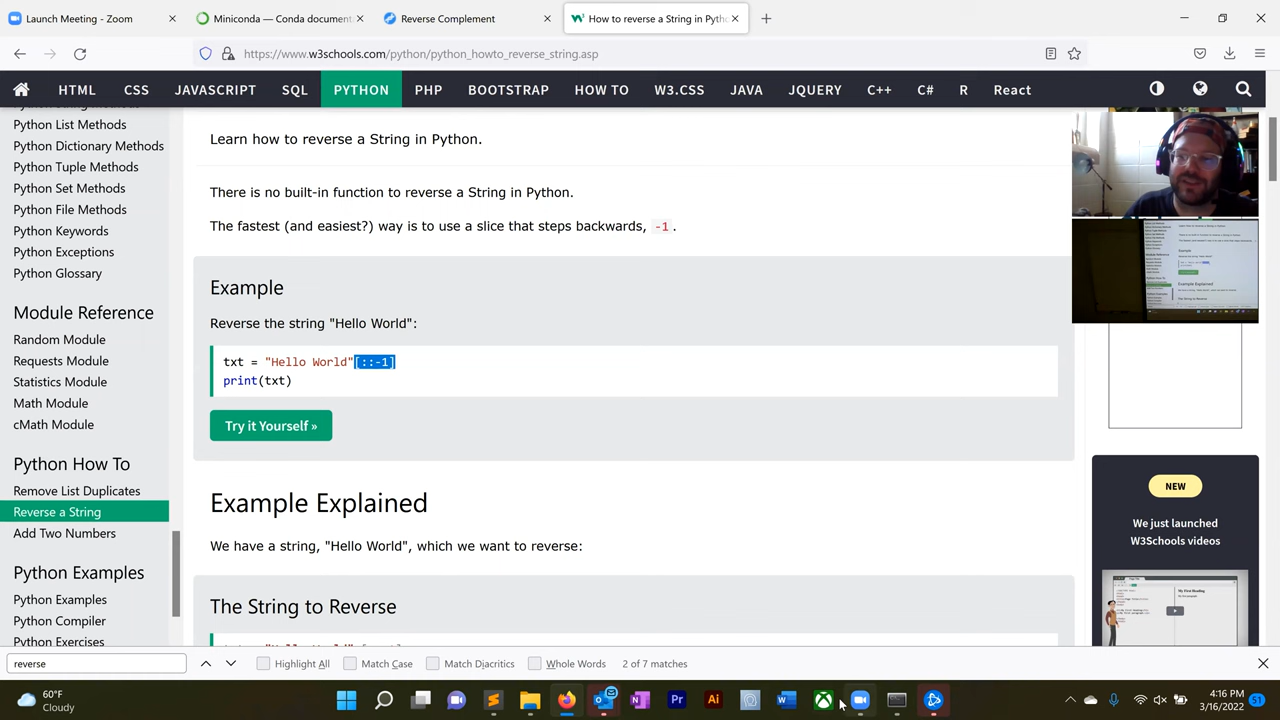 Launch Meeting - Zoom
Miniconda — Conda document
Reverse Complement
How to reverse a String in Pyth
https://www.w3schools.com/python/python_howto_reverse_string.asp
HTML CSS JAVASCRIPT SQL PYTHON PHP BOOTSTRAP HOW TO W3.CSS JAVA JQUERY C++ C# R React
Python List Methods
Python Dictionary Methods
Python Tuple Methods
Python Set Methods
Python File Methods
Python Keywords
Python Exceptions
Python Glossary
Module Reference
Random Module
Requests Module
Statistics Module
Math Module
cMath Module
Python How To
Remove List Duplicates
Reverse a String
Add Two Numbers
Python Examples
Python Examples
Python Compiler
Python Exercises
Learn how to reverse a String in Python.
There is no built-in function to reverse a String in Python.
The fastest (and easiest?) way is to use a slice that steps backwards, -1.
Example
Reverse the string "Hello World":
txt = "Hello World"[::-1]
print(txt)
Try it Yourself »
Example Explained
We have a string, "Hello World", which we want to reverse:
The String to Reverse
NEW
We just launched
W3Schools videos
reverse
Highlight All
Match Case
Match Diacritics
Whole Words
2 of 7 matches
60°F
Cloudy
4:16 PM
3/16/2022
51